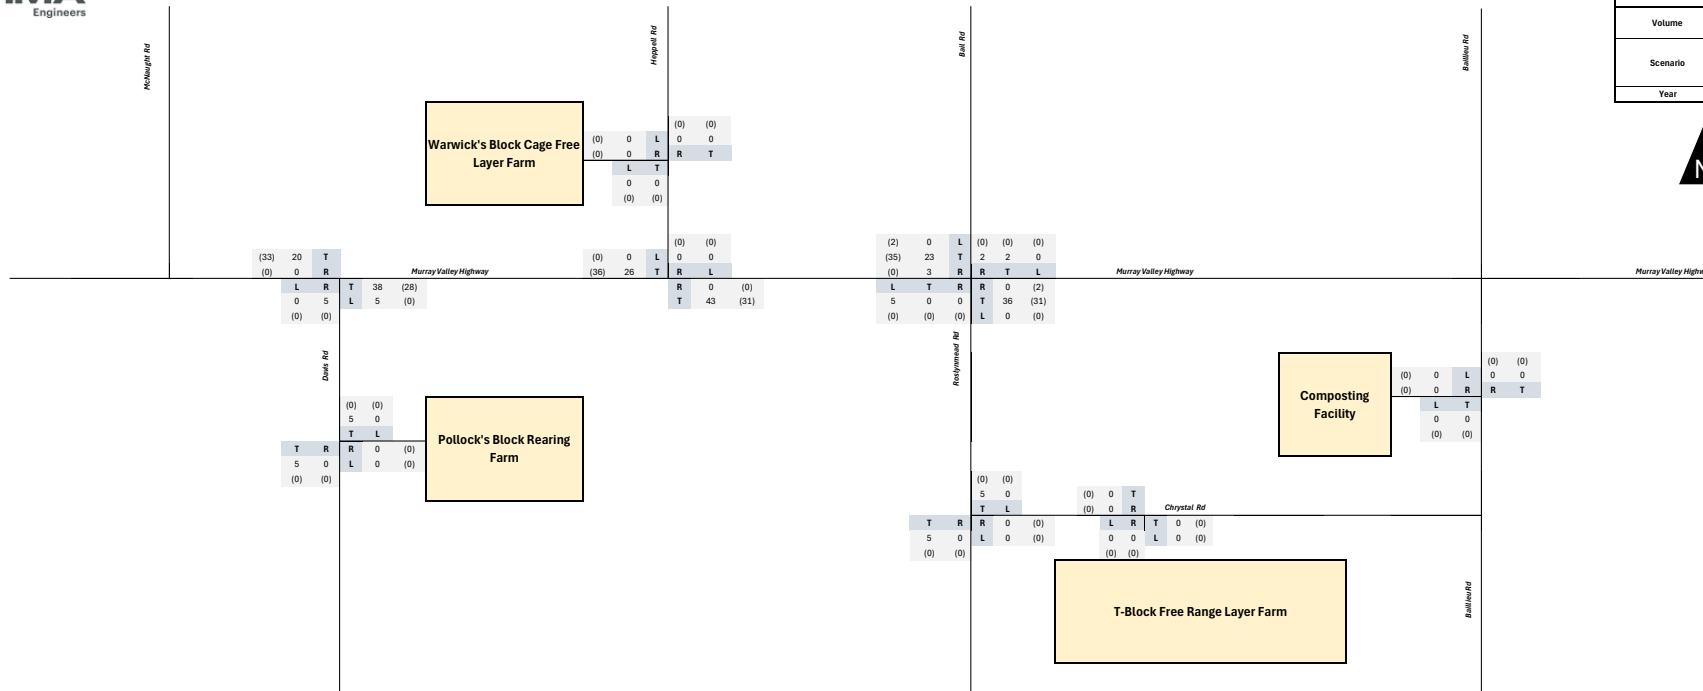 Engineers
Volume
Scenario
Year
McNaught Rd
Heppell Rd
Ball Rd
Baillieu Rd
Warwick's Block Cage Free
Layer Farm
(0) (0)
(0) 0 L 0 0
(0) 0 R R T
L T
0 0
(0) (0)
N
(33) 20 T
(0) 0 R
Murray Valley Highway
L R T 38 (28)
0 5 L 5 (0)
(0) (0)
(0) (0)
(0) 0 L 0 0
(36) 26 T R L
R 0 (0)
T 43 (31)
(2) 0 L (0) (0) (0)
(35) 23 T 2 2 0
(0) 3 R R T L
L T R R 0 (2)
5 0 0 T 36 (31)
(0) (0) (0) L 0 (0)
Murray Valley Highway
Murray Valley Highw
Davis Rd
Roslynmead Rd
(0) (0)
5 0
T L
T R R 0 (0)
5 0 L 0 (0)
(0) (0)
Pollock's Block Rearing
Farm
Composting
Facility
(0) (0)
(0) 0 L 0 0
(0) 0 R R T
L T
0 0
(0) (0)
(0) (0)
5 0
T L
T R R 0 (0)
5 0 L 0 (0)
(0) (0)
(0) 0 T
(0) 0 R
Chrystal Rd
L R T 0 (0)
0 0 L 0 (0)
(0) (0)
T-Block Free Range Layer Farm
Baillieu Rd